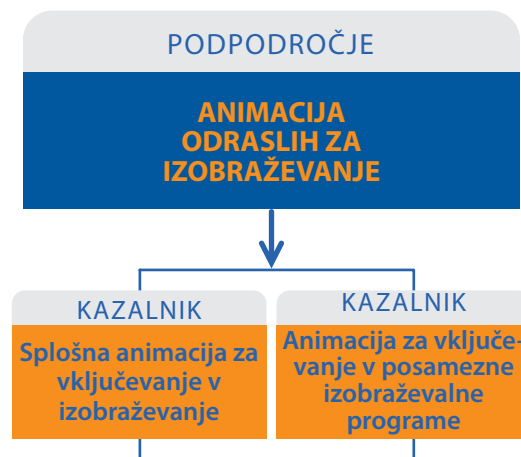 PODPODROČJE
ANIMACIJA
ODRASLIH ZA
IZOBRAŽEVANJE
KAZALNIK
Splošna animacija za
vključevanje v
izobraževanje
KAZALNIK
Animacija za vključe-
vanje v posamezne
izobraževalne
programe